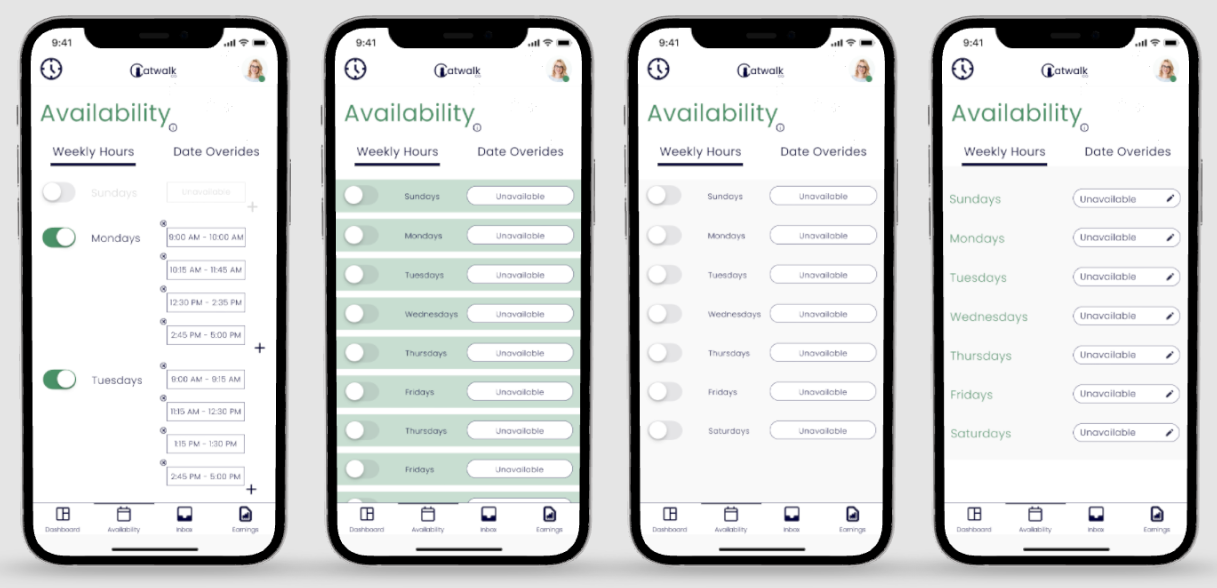 9:41
atwalk
Availability
Weekly Hours Date Overides
Sundays Unavailable
Mondays 9:00 AM - 10:00 AM
10:15 AM - 11:45 AM
12:30 PM - 2:35 PM
2:45 PM - 5:00 PM
Tuesdays 9:00 AM - 9:15 AM
11:15 AM - 12:30 PM
1:15 PM - 1:30 PM
2:45 PM - 5:00 PM
Dashboard Availability Inbox Earnings
9:41
atwalk
Availability
Weekly Hours Date Overides
Sundays Unavailable
Mondays Unavailable
Tuesdays Unavailable
Wednesdays Unavailable
Thursdays Unavailable
Fridays Unavailable
Thursdays Unavailable
Fridays Unavailable
Dashboard Availability Inbox Earnings
9:41
atwalk
Availability
Weekly Hours Date Overides
Sundays Unavailable
Mondays Unavailable
Tuesdays Unavailable
Wednesdays Unavailable
Thursdays Unavailable
Fridays Unavailable
Saturdays Unavailable
Dashboard Availability Inbox Earnings
9:41
atwalk
Availability
Weekly Hours Date Overides
Sundays Unavailable
Mondays Unavailable
Tuesdays Unavailable
Wednesdays Unavailable
Thursdays Unavailable
Fridays Unavailable
Saturdays Unavailable
Dashboard Availability Inbox Earnings